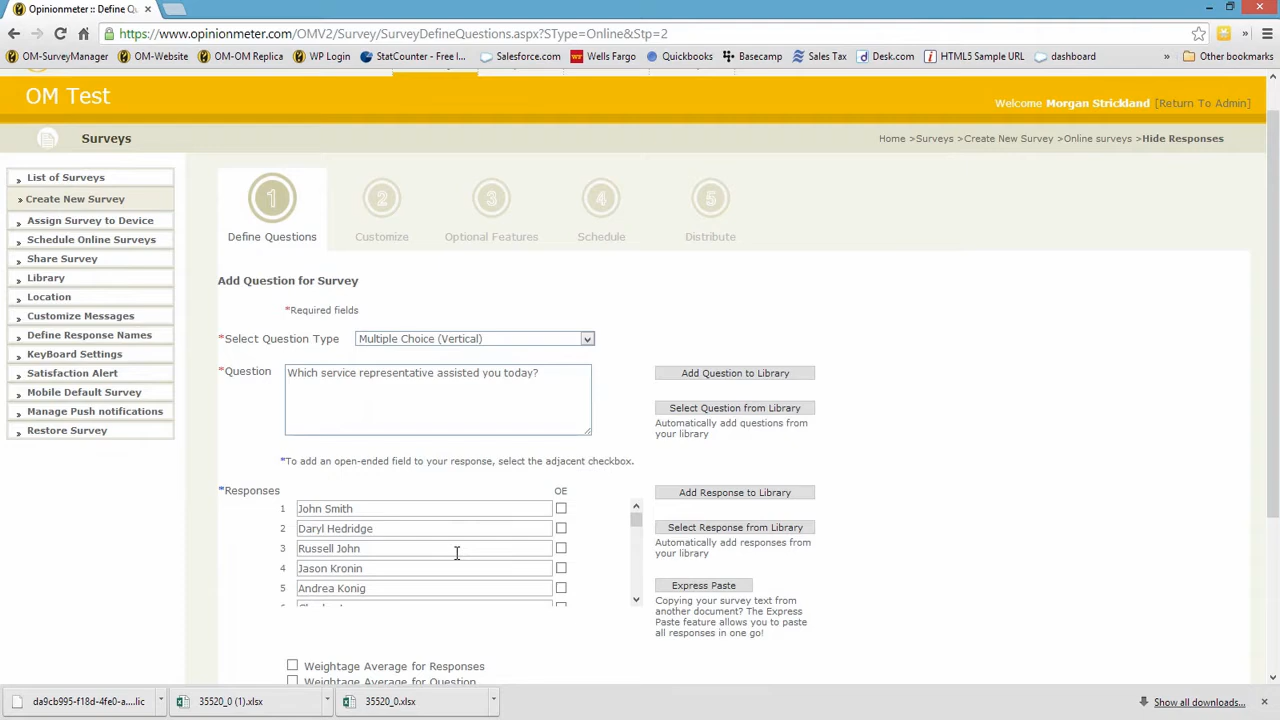 Opinionmeter :: Define Q
https://www.opinionmeter.com/OMV2/Survey/SurveyDefineQuestions.aspx?SType=Online&Stp=2
OM-SurveyManager OM-Website OM-OM Replica WP Login StatCounter - Free I... Salesforce.com Wells Fargo Quickbooks Basecamp Sales Tax Desk.com HTML5 Sample URL dashboard » Other bookmarks
OM Test
Welcome Morgan Strickland [Return To Admin]
Surveys
Home >Surveys >Create New Survey >Online surveys >Hide Responses
List of Surveys
Create New Survey
Assign Survey to Device
Schedule Online Surveys
Share Survey
Library
Location
Customize Messages
Define Response Names
KeyBoard Settings
Satisfaction Alert
Mobile Default Survey
Manage Push notifications
Restore Survey
1 2 3 4 5
Define Questions Customize Optional Features Schedule Distribute
Add Question for Survey
*Required fields
*Select Question Type Multiple Choice (Vertical)
*Question Which service representative assisted you today?
Add Question to Library
Select Question from Library
Automatically add questions from
your library
*To add an open-ended field to your response, select the adjacent checkbox.
*Responses OE
1 John Smith
2 Daryl Hedridge
3 Russell John
4 Jason Kronin
5 Andrea Konig
Add Response to Library
Select Response from Library
Automatically add responses from
your library
Express Paste
Copying your survey text from
another document? The Express
Paste feature allows you to paste
all responses in one go!
Weightage Average for Responses
Weightage Average for Question
da9cb995-f18d-4fe0-a....lic 35520_0 (1).xlsx 35520_0.xlsx Show all downloads...